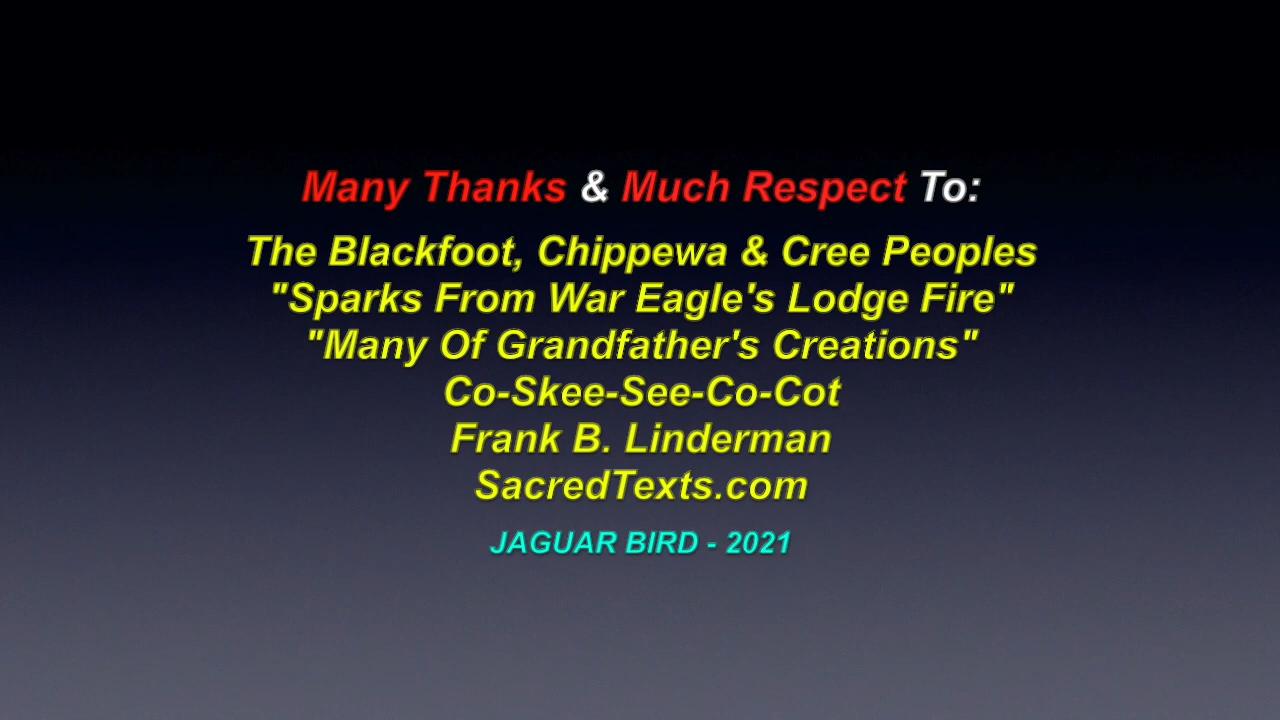 Many Thanks & Much Respect To:
The Blackfoot, Chippewa & Cree Peoples
"Sparks From War Eagle's Lodge Fire"
"Many Of Grandfather's Creations"
Co-Skee-See-Co-Cot
Frank B. Linderman
SacredTexts.com
JAGUAR BIRD - 2021